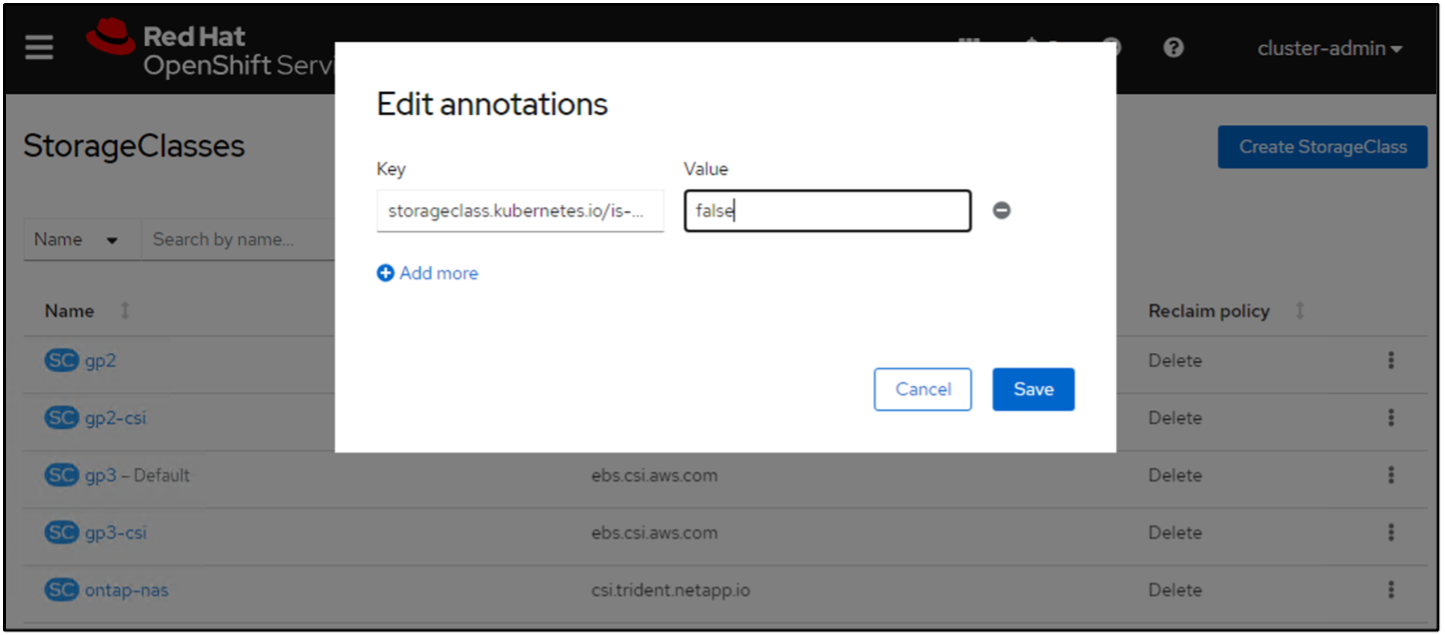 Red Hat
OpenShift Servi
cluster-admin
Edit annotations
StorageClasses
Create StorageClass
Key Value
storageclass.kubernetes.io/is-... false
Name Search by name...
Add more
Name Reclaim policy
SC gp2 Delete
Cancel Save
SC gp2-csi Delete
SC gp3 – Default ebs.csi.aws.com Delete
SC gp3-csi ebs.csi.aws.com Delete
SC ontap-nas csi.trident.netapp.io Delete